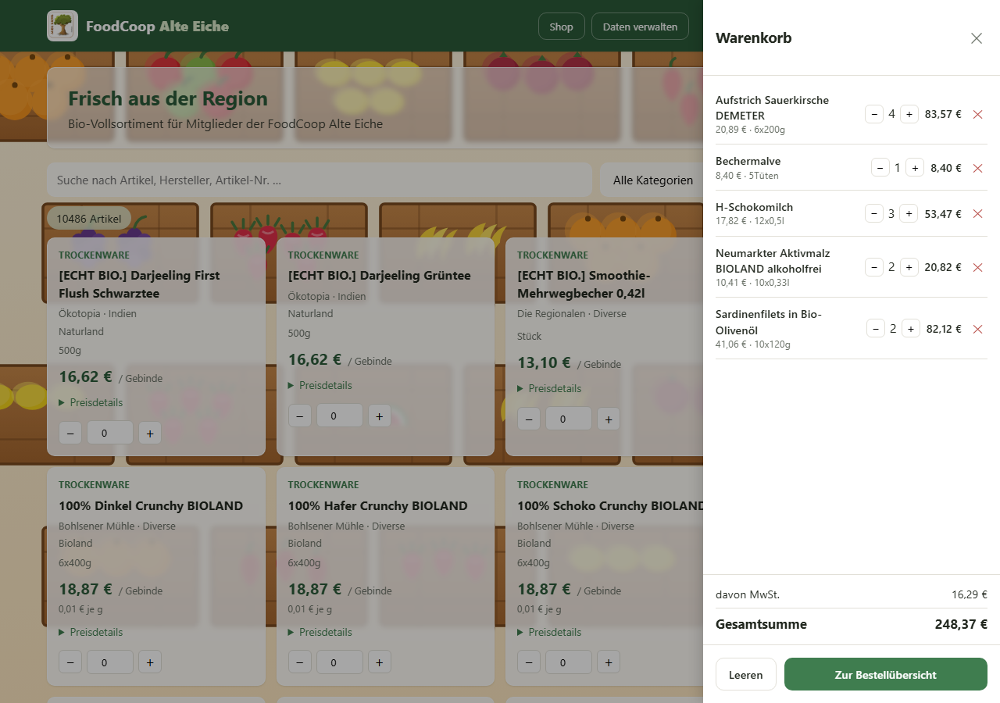 FoodCoop Alte Eiche
Shop
Daten verwalten
Frisch aus der Region
Bio-Vollsortiment für Mitglieder der FoodCoop Alte Eiche
Suche nach Artikel, Hersteller, Artikel-Nr. ...
Alle Kategorien
10486 Artikel
TROCKENWARE
[ECHT BIO.] Darjeeling First
Flush Schwarztee
Ökotopia · Indien
Naturland
500g
16,62 € / Gebinde
Preisdetails
− 0 +
TROCKENWARE
[ECHT BIO.] Darjeeling Grüntee
Ökotopia · Indien
Naturland
500g
16,62 € / Gebinde
Preisdetails
− 0 +
TROCKENWARE
[ECHT BIO.] Smoothie-
Mehrwegbecher 0,42l
Die Regionalen · Diverse
Stück
13,10 € / Gebinde
Preisdetails
− 0 +
TROCKENWARE
100% Dinkel Crunchy BIOLAND
Bohlsener Mühle · Diverse
Bioland
6x400g
18,87 € / Gebinde
0,01 € je g
Preisdetails
− 0 +
TROCKENWARE
100% Hafer Crunchy BIOLAND
Bohlsener Mühle · Diverse
Bioland
6x400g
18,87 € / Gebinde
0,01 € je g
Preisdetails
− 0 +
TROCKENWARE
100% Schoko Crunchy BIOLAND
Bohlsener Mühle · Diverse
Bioland
6x400g
18,87 € / Gebinde
0,01 € je g
Preisdetails
− 0 +
Warenkorb
Aufstrich Sauerkirsche
DEMETER
20,89 € · 6x200g
− 4 + 83,57 €
Bechermalve
8,40 € · 5Tüten
− 1 + 8,40 €
H-Schokomilch
17,82 € · 12x0,5l
− 3 + 53,47 €
Neumarkter Aktivmalz
BIOLAND alkoholfrei
10,41 € · 10x0,33l
− 2 + 20,82 €
Sardinenfilets in Bio-
Olivenöl
41,06 € · 10x120g
− 2 + 82,12 €
davon MwSt. 16,29 €
Gesamtsumme 248,37 €
Leeren
Zur Bestellübersicht